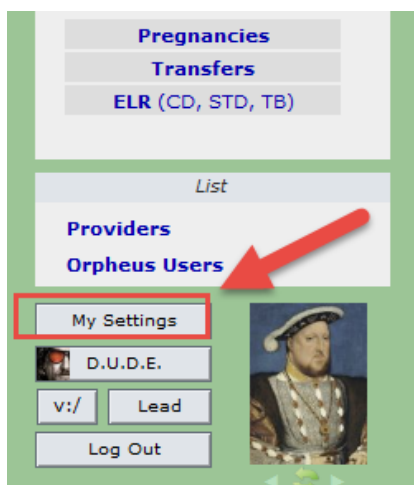 Pregnancies
Transfers
ELR (CD, STD, TB)
List
Providers
Orpheus Users
My Settings
D.U.D.E.
v:/ Lead
Log Out